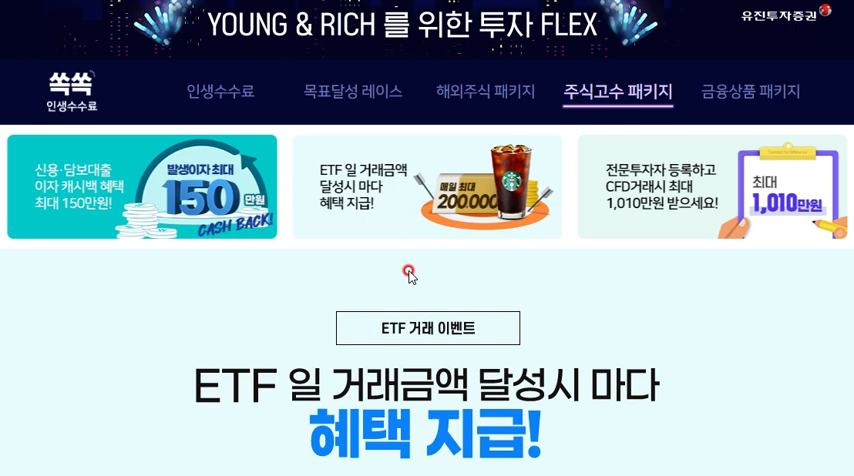 YOUNG & RICH 를 위한 투자 FLEX
유진투자증권
쏙쏙
인생수수료
인생수수료
목표달성 레이스
해외주식 패키지
주식고수 패키지
금융상품 패키지
신용·담보대출
이자 캐시백 혜택
최대 150만원!
발생이자 최대
150만원
CASH BACK!
ETF 일 거래금액
달성시 마다
혜택 지급!
매일 최대
200,000
전문투자자 등록하고
CFD거래시 최대
1,010만원 받으세요!
최대
1,010만원
ETF 거래 이벤트
ETF 일 거래금액 달성시 마다
혜택 지급!